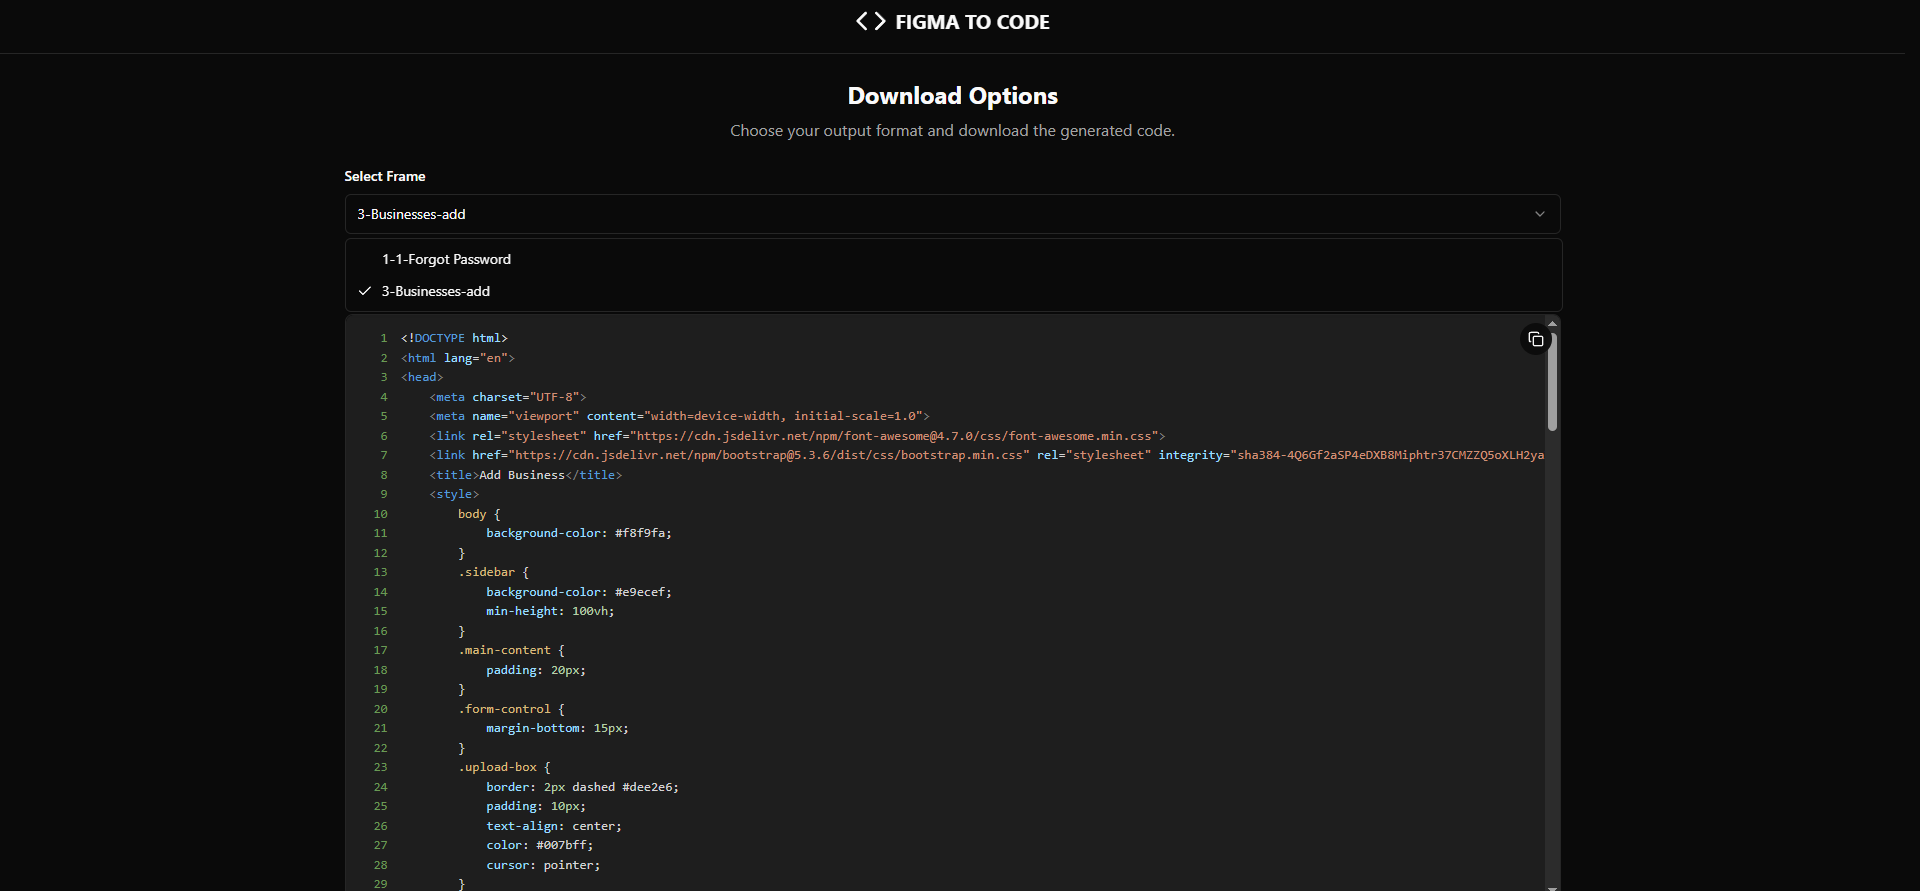 <> FIGMA TO CODE
Download Options
Choose your output format and download the generated code.
Select Frame
3-Businesses-add
1-1-Forgot Password
3-Businesses-add
1 <!DOCTYPE html>
2 <html lang="en">
3 <head>
4     <meta charset="UTF-8">
5     <meta name="viewport" content="width=device-width, initial-scale=1.0">
6     <link rel="stylesheet" href="https://cdn.jsdelivr.net/npm/font-awesome@4.7.0/css/font-awesome.min.css">
7     <link href="https://cdn.jsdelivr.net/npm/bootstrap@5.3.6/dist/css/bootstrap.min.css" rel="stylesheet" integrity="sha384-4Q6Gf2aSP4eDXB8Miphtr37CMZZQ5oXLH2ya
8     <title>Add Business</title>
9     <style>
10         body {
11             background-color: #f8f9fa;
12         }
13         .sidebar {
14             background-color: #e9ecef;
15             min-height: 100vh;
16         }
17         .main-content {
18             padding: 20px;
19         }
20         .form-control {
21             margin-bottom: 15px;
22         }
23         .upload-box {
24             border: 2px dashed #dee2e6;
25             padding: 10px;
26             text-align: center;
27             color: #007bff;
28             cursor: pointer;
29         }